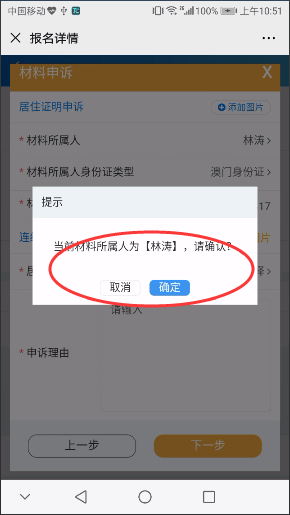 中国移动 100% 上午10:51
报名详情
材料申诉 X
居住证明申诉 添加图片
* 材料所属人 林涛
* 材料所属人身份证类型 澳门身份证
17
提示
当前材料所属人为【林涛】，请确认?
取消 确定
请输入
* 申诉理由
上一步 下一步